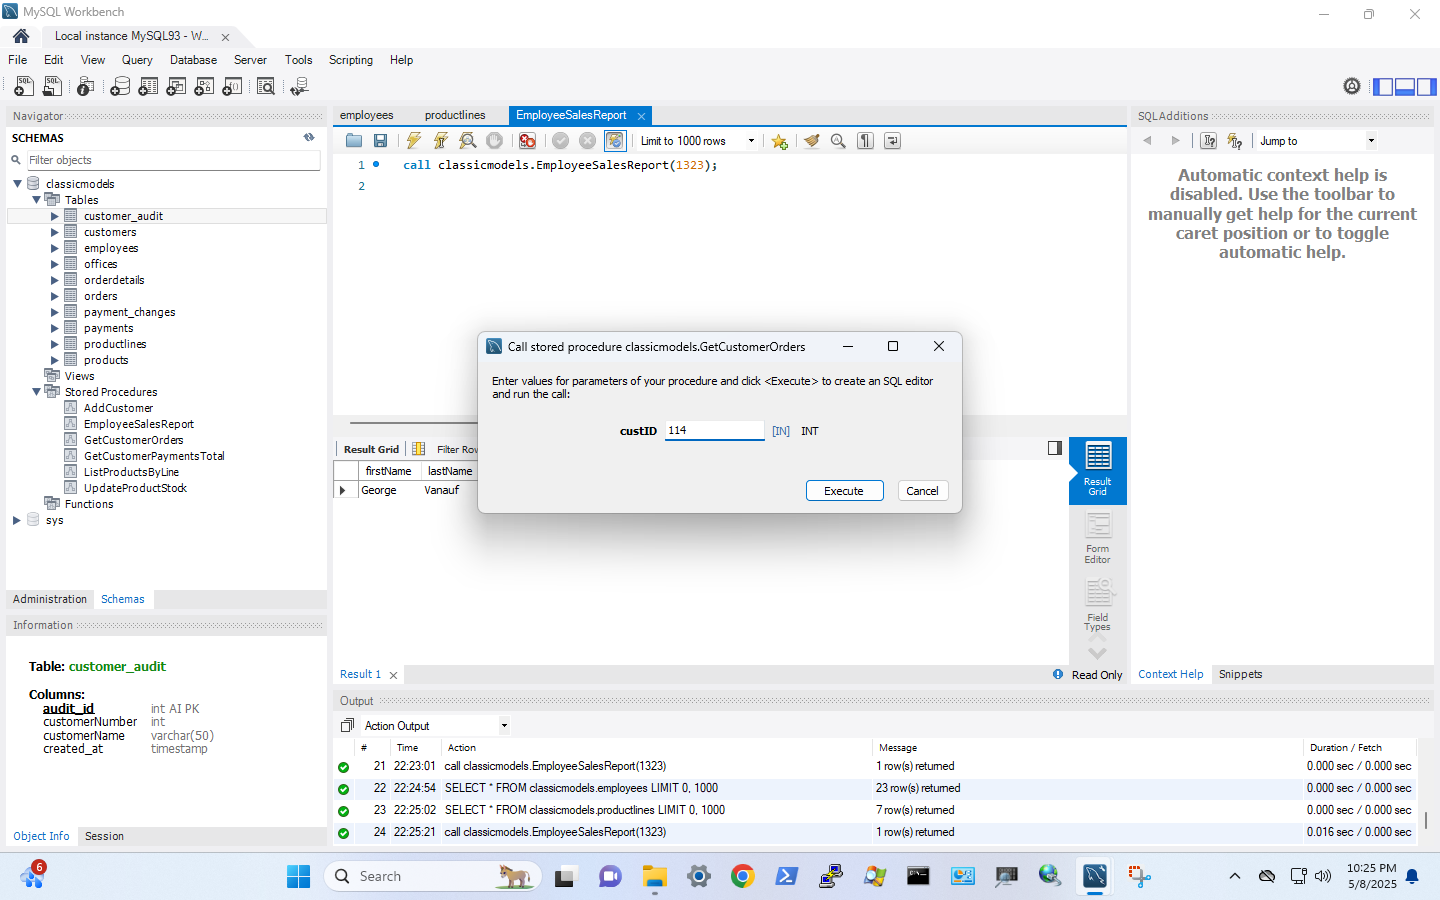 MySQL Workbench
Local instance MySQL93 - W...
File Edit View Query Database Server Tools Scripting Help
Navigator
SCHEMAS
Filter objects
classicmodels
Tables
customer_audit
customers
employees
offices
orderdetails
orders
payment_changes
payments
productlines
products
Views
Stored Procedures
AddCustomer
EmployeeSalesReport
GetCustomerOrders
GetCustomerPaymentsTotal
ListProductsByLine
UpdateProductStock
Functions
sys
Administration Schemas
Information
Table: customer_audit
Columns:
audit_id int AI PK
customerNumber int
customerName varchar(50)
created_at timestamp
Object Info Session
employees productlines EmployeeSalesReport
Limit to 1000 rows
1 call classicmodels.EmployeeSalesReport(1323);
2
Call stored procedure classicmodels.GetCustomerOrders
Enter values for parameters of your procedure and click <Execute> to create an SQL editor
and run the call:
custID 114 [IN] INT
Execute Cancel
Result Grid Filter Row
firstName lastName
George Vanauf
Result
Grid
Form
Editor
Field
Types
Result 1
Read Only
SQLAdditions
Jump to
Automatic context help is
disabled. Use the toolbar to
manually get help for the current
caret position or to toggle
automatic help.
Context Help Snippets
Output
Action Output
# Time Action Message Duration / Fetch
21 22:23:01 call classicmodels.EmployeeSalesReport(1323) 1 row(s) returned 0.000 sec / 0.000 sec
22 22:24:54 SELECT * FROM classicmodels.employees LIMIT 0, 1000 23 row(s) returned 0.000 sec / 0.000 sec
23 22:25:02 SELECT * FROM classicmodels.productlines LIMIT 0, 1000 7 row(s) returned 0.000 sec / 0.000 sec
24 22:25:21 call classicmodels.EmployeeSalesReport(1323) 1 row(s) returned 0.016 sec / 0.000 sec
6
Search
10:25 PM
5/8/2025